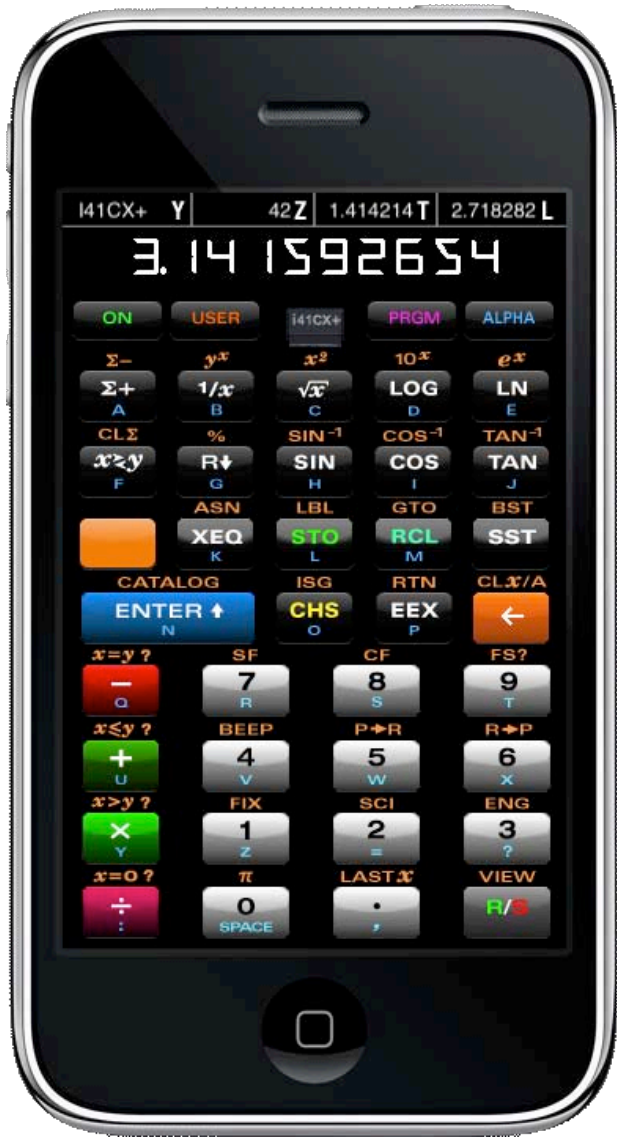 I41CX+ Y 42 Z 1.414214 T 2.718282 L
3.141592654
ON USER i41CX+ PRGM ALPHA
Σ− yˣ x² 10ˣ eˣ
Σ+ 1/x √x LOG LN
A B C D E
CLΣ % SIN⁻¹ COS⁻¹ TAN⁻¹
x≷y R↓ SIN COS TAN
F G H I J
ASN LBL GTO BST
XEQ STO RCL SST
K L M
CATALOG ISG RTN CLx/A
ENTER ↑ CHS EEX ←
N O P
x=y ? SF CF FS?
− 7 8 9
Q R S T
x≤y ? BEEP P→R R→P
+ 4 5 6
U V W X
x>y ? FIX SCI ENG
× 1 2 3
Y Z = ?
x=0 ? π LASTx VIEW
÷ 0 . R/S
: SPACE ,